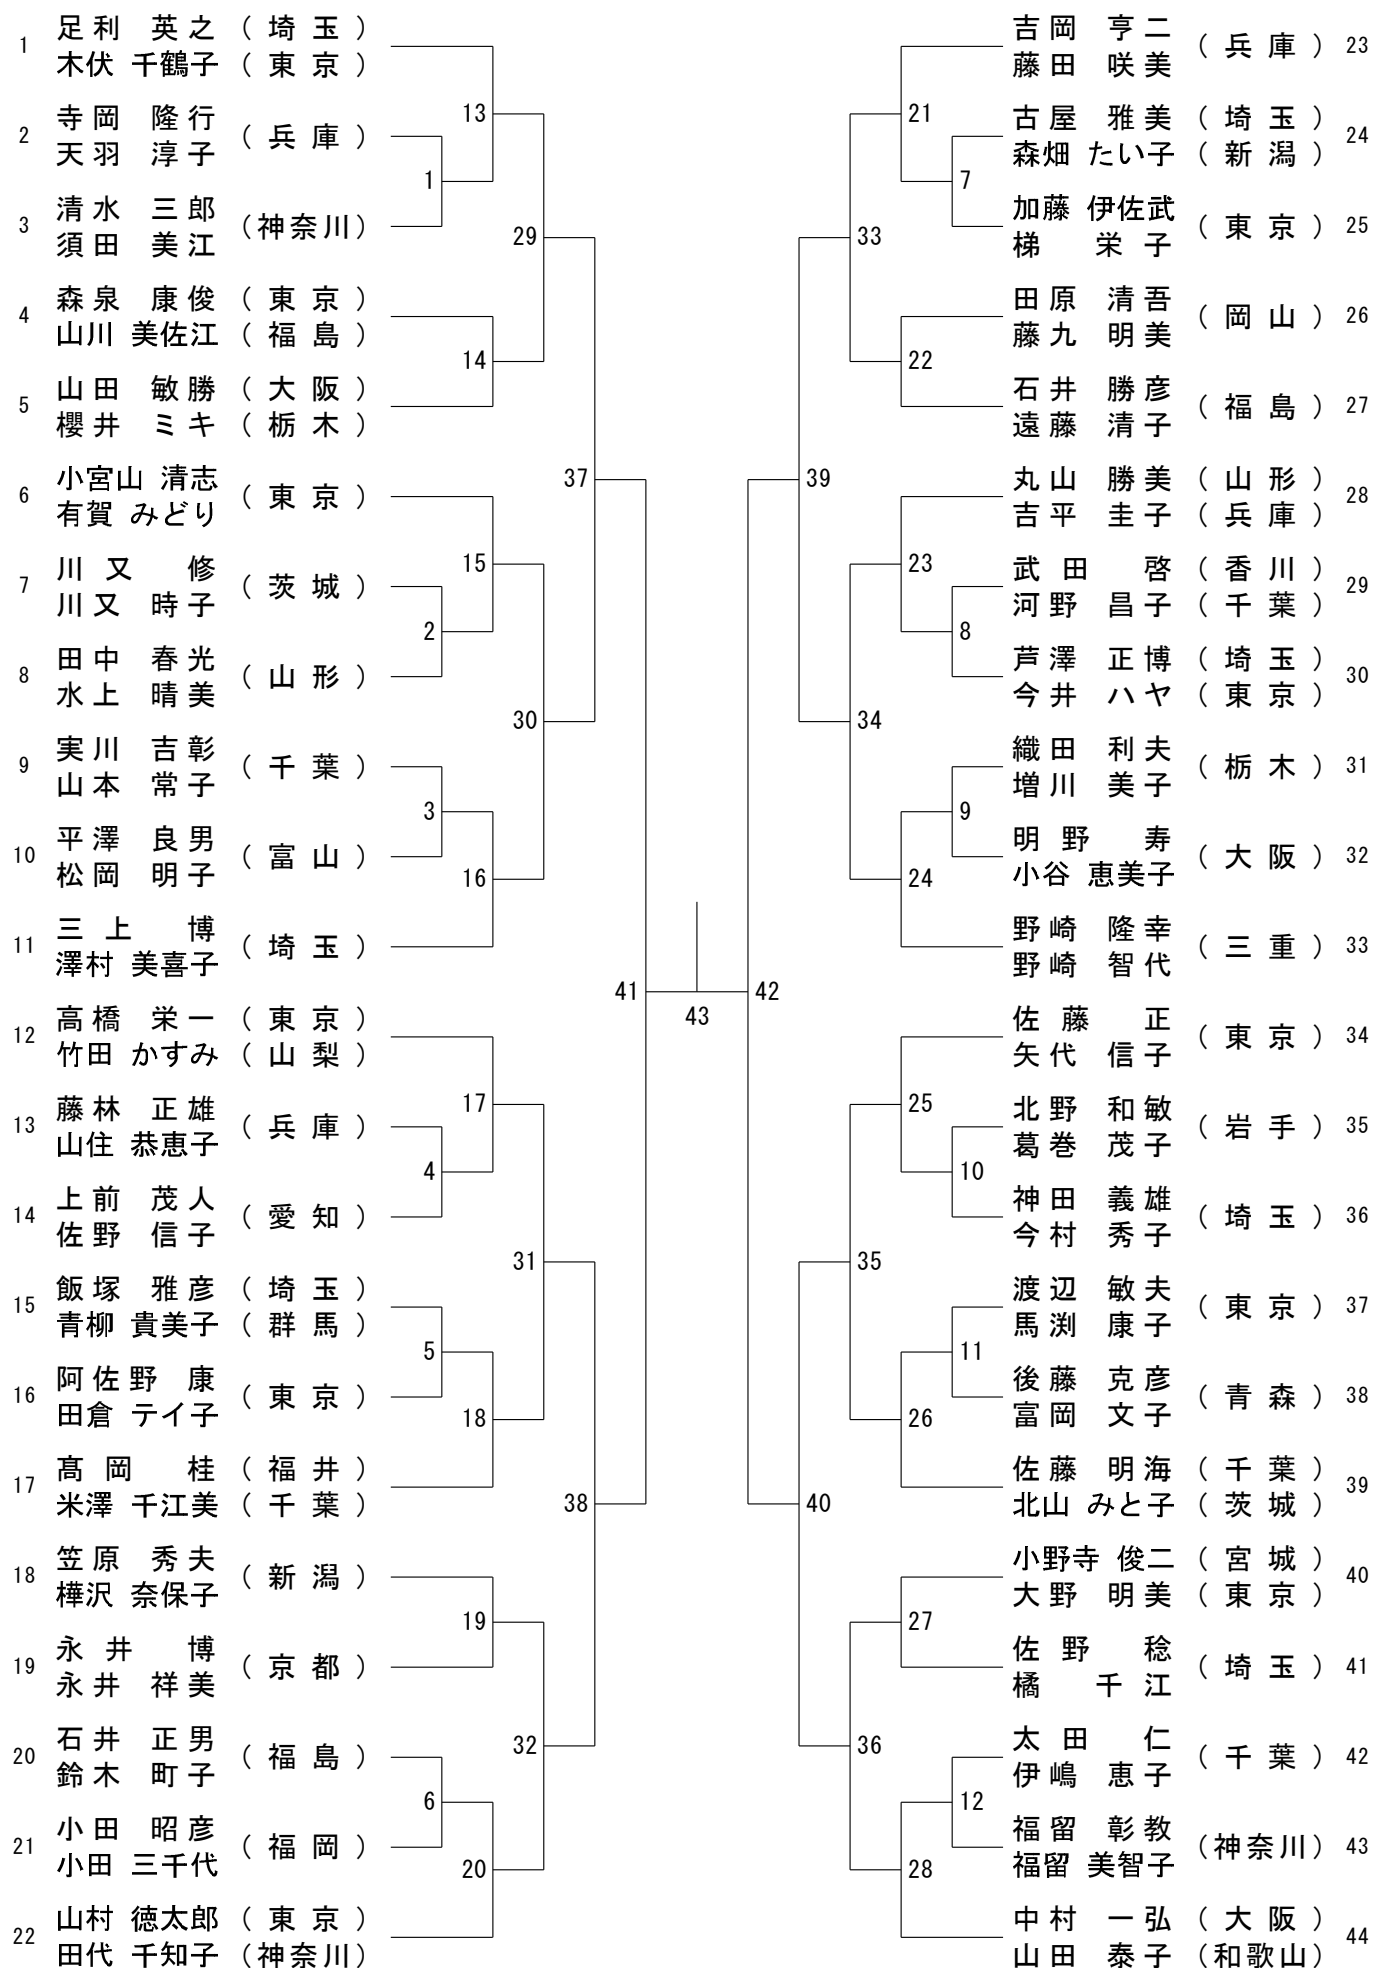 1 足利 英之 (埼玉)
木伏 千鶴子 (東京)
2 寺岡 隆行 (兵庫)
天羽 淳子
3 清水 三郎 (神奈川)
須田 美江
4 森泉 康俊 (東京)
山川 美佐江 (福島)
5 山田 敏勝 (大阪)
櫻井 ミキ (栃木)
6 小宮山 清志 (東京)
有賀 みどり
7 川又 修 (茨城)
川又 時子
8 田中 春光 (山形)
水上 晴美
9 実川 吉彰 (千葉)
山本 常子
10 平澤 良男 (富山)
松岡 明子
11 三上 博 (埼玉)
澤村 美喜子
12 高橋 栄一 (東京)
竹田 かすみ (山梨)
13 藤林 正雄 (兵庫)
山住 恭恵子
14 上前 茂人 (愛知)
佐野 信子
15 飯塚 雅彦 (埼玉)
青柳 貴美子 (群馬)
16 阿佐野 康 (東京)
田倉 テイ子
17 髙岡 桂 (福井)
米澤 千江美 (千葉)
18 笠原 秀夫 (新潟)
樺沢 奈保子
19 永井 博 (京都)
永井 祥美
20 石井 正男 (福島)
鈴木 町子
21 小田 昭彦 (福岡)
小田 三千代
22 山村 徳太郎 (東京)
田代 千知子 (神奈川)
13
1
29
14
37
15
2
30
3
16
41
17
4
31
5
18
38
19
32
6
20
43
21
7
33
22
39
23
8
34
9
24
42
25
10
35
11
26
40
27
36
12
28
吉岡 亨二 (兵庫) 23
藤田 咲美
古屋 雅美 (埼玉) 24
森畑 たい子 (新潟)
加藤 伊佐武 (東京) 25
梯 栄子
田原 清吾 (岡山) 26
藤九 明美
石井 勝彦 (福島) 27
遠藤 清子
丸山 勝美 (山形) 28
吉平 圭子 (兵庫)
武田 啓 (香川) 29
河野 昌子 (千葉)
芦澤 正博 (埼玉) 30
今井 ハヤ (東京)
織田 利夫 (栃木) 31
増川 美子
明野 寿 (大阪) 32
小谷 恵美子
野崎 隆幸 (三重) 33
野崎 智代
佐藤 正 (東京) 34
矢代 信子
北野 和敏 (岩手) 35
葛巻 茂子
神田 義雄 (埼玉) 36
今村 秀子
渡辺 敏夫 (東京) 37
馬渕 康子
後藤 克彦 (青森) 38
富岡 文子
佐藤 明海 (千葉) 39
北山 みと子 (茨城)
小野寺 俊二 (宮城) 40
大野 明美 (東京)
佐野 稔 (埼玉) 41
橘 千江
太田 仁 (千葉) 42
伊嶋 恵子
福留 彰教 (神奈川) 43
福留 美智子
中村 一弘 (大阪) 44
山田 泰子 (和歌山)